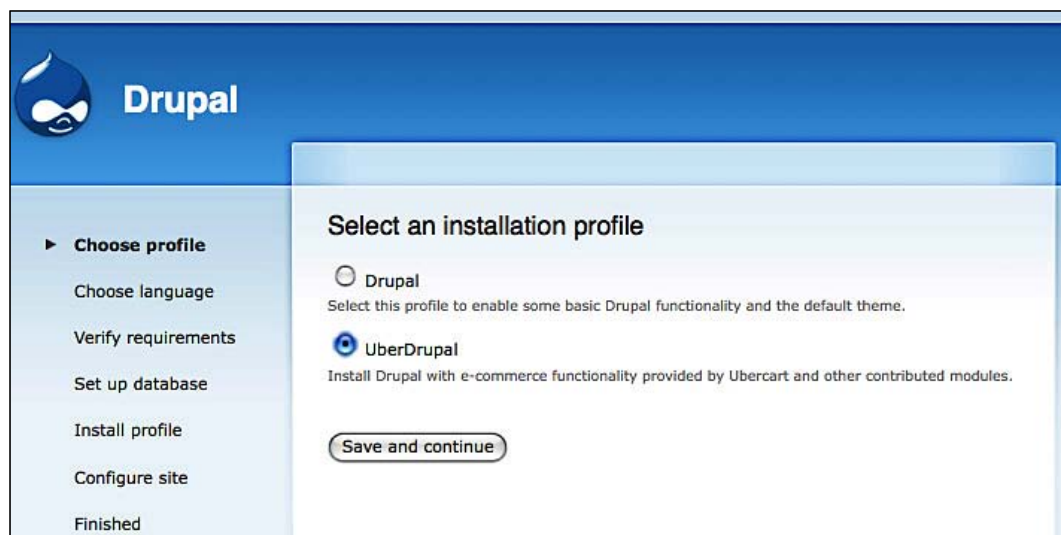 Drupal
Choose profile
Choose language
Verify requirements
Set up database
Install profile
Configure site
Finished
Select an installation profile
Drupal
Select this profile to enable some basic Drupal functionality and the default theme.
UberDrupal
Install Drupal with e-commerce functionality provided by Ubercart and other contributed modules.
Save and continue